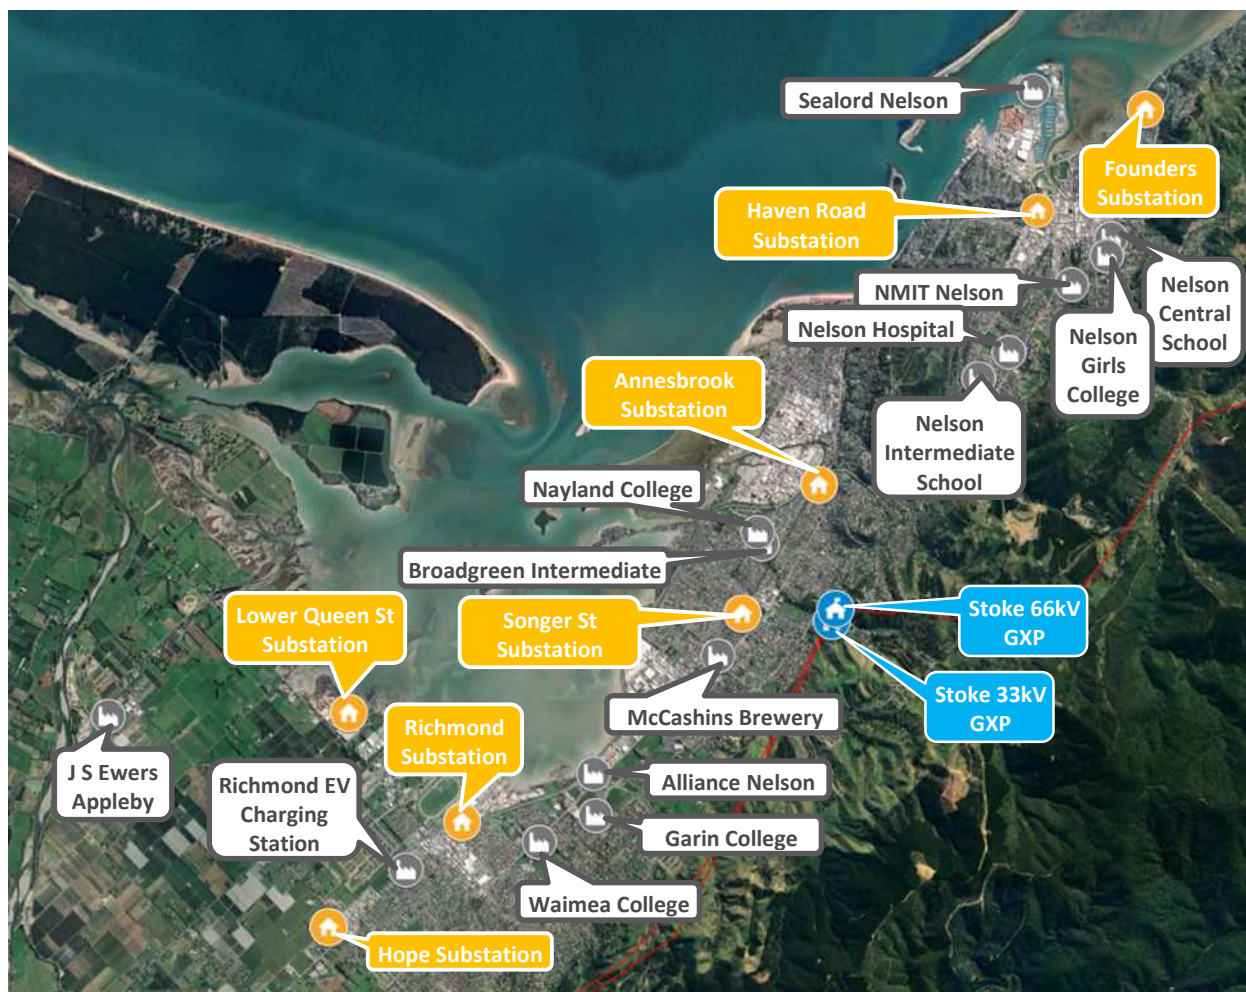 Sealord Nelson
Founders
Substation
Haven Road
Substation
Nelson
Central
School
NMIT Nelson
Nelson Hospital
Nelson
Girls
College
Annesbrook
Substation
Nelson
Intermediate
School
Nayland College
Broadgreen Intermediate
Lower Queen St
Substation
Songer St
Substation
Stoke 66kV
GXP
Stoke 33kV
GXP
McCashins Brewery
Richmond
Substation
J S Ewers
Appleby
Richmond EV
Charging
Station
Alliance Nelson
Garin College
Waimea College
Hope Substation